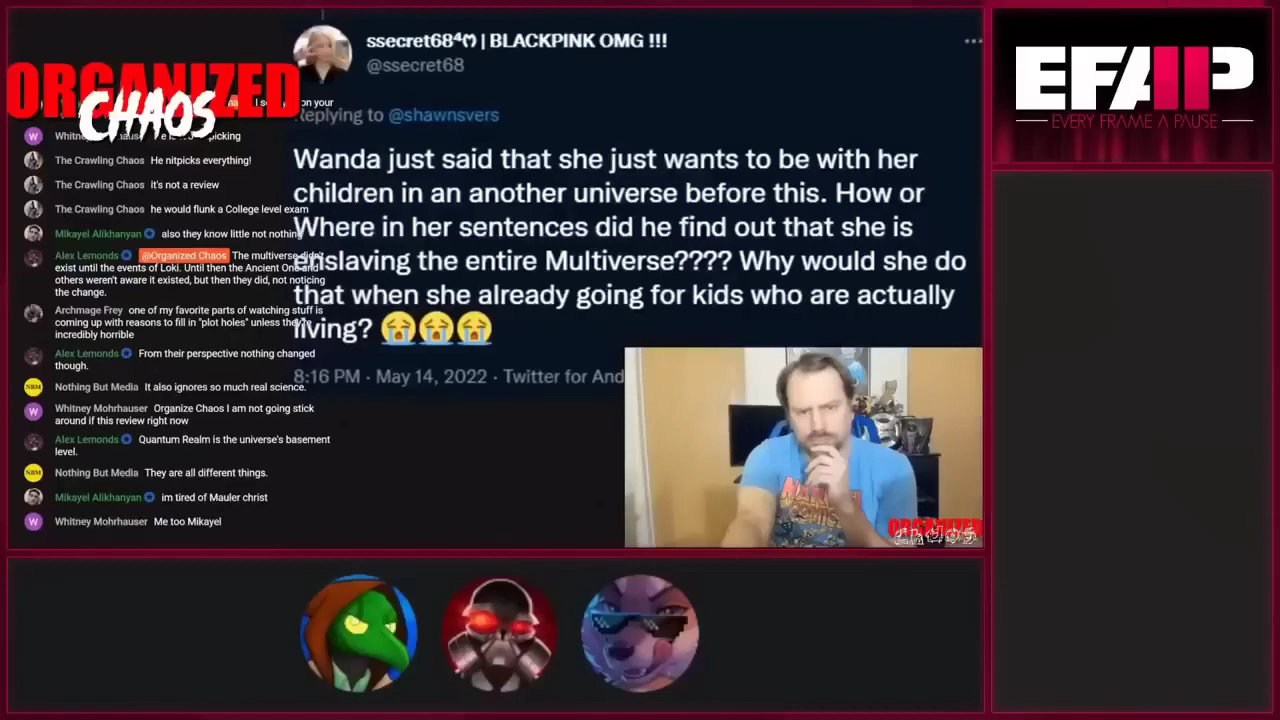 ssecret68⁴ო | BLACKPINK OMG !!!
@ssecret68
Replying to @shawnsvers
Wanda just said that she just wants to be with her
children in an another universe before this. How or
Where in her sentences did he find out that she is
enslaving the entire Multiverse???? Why would she do
that when she already going for kids who are actually
living? 😭😭😭
8:16 PM · May 14, 2022 · Twitter for And
ORGANIZED
CHAOS
on your
picking
The Crawling Chaos He nitpicks everything!
The Crawling Chaos it's not a review
The Crawling Chaos he would flunk a College level exam
Mikayel Alikhanyan also they know little not nothing
Alex Lemonds @Organized Chaos The multiverse didn't
exist until the events of Loki. Until then the Ancient One and
others weren't aware it existed, but then they did, not noticing
the change.
Archmage Frey one of my favorite parts of watching stuff is
coming up with reasons to fill in "plot holes" unless they're
incredibly horrible
Alex Lemonds From their perspective nothing changed
though.
NBM
Nothing But Media It also ignores so much real science.
W
Whitney Mohrhauser Organize Chaos I am not going stick
around if this review right now
Alex Lemonds Quantum Realm is the universe's basement
level.
NBM
Nothing But Media They are all different things.
Mikayel Alikhanyan im tired of Mauler christ
W
Whitney Mohrhauser Me too Mikayel
ORGANIZED
CHAOS
EFAP
EVERY FRAME A PAUSE